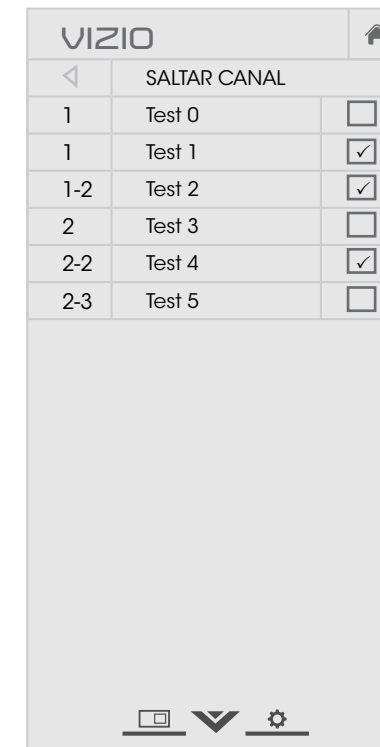 VIZIO
SALTAR CANAL
1 Test 0
1 Test 1
1-2 Test 2
2 Test 3
2-2 Test 4
2-3 Test 5